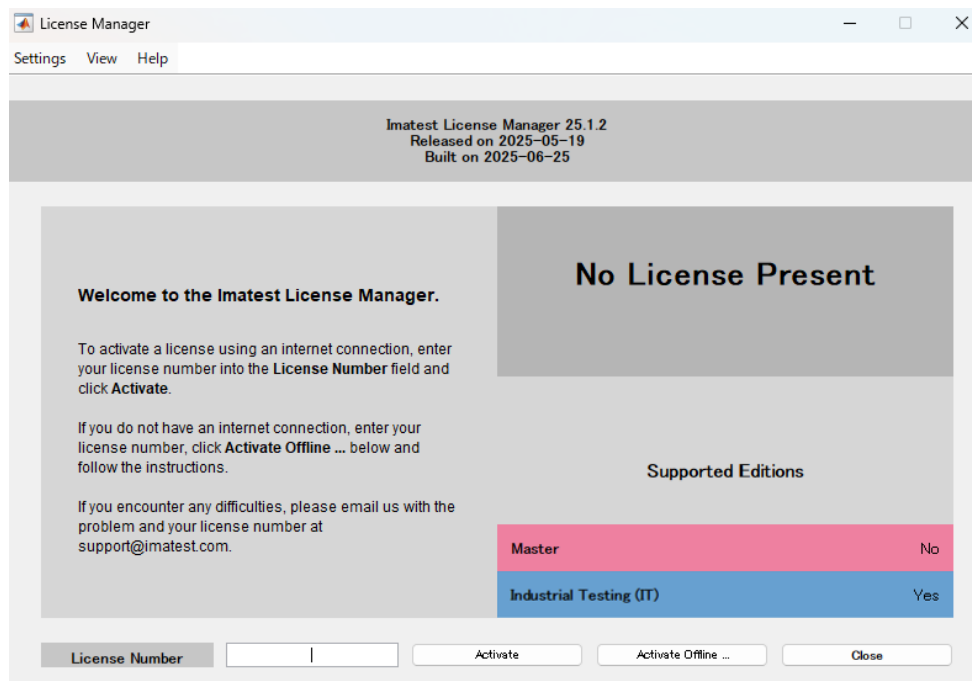 License Manager
Settings View Help
Imatest License Manager 25.1.2
Released on 2025-05-19
Built on 2025-06-25
Welcome to the Imatest License Manager.
To activate a license using an internet connection, enter
your license number into the License Number field and
click Activate.
If you do not have an internet connection, enter your
license number, click Activate Offline ... below and
follow the instructions.
If you encounter any difficulties, please email us with the
problem and your license number at
support@imatest.com.
No License Present
Supported Editions
Master No
Industrial Testing (IT) Yes
License Number Activate Activate Offline ... Close